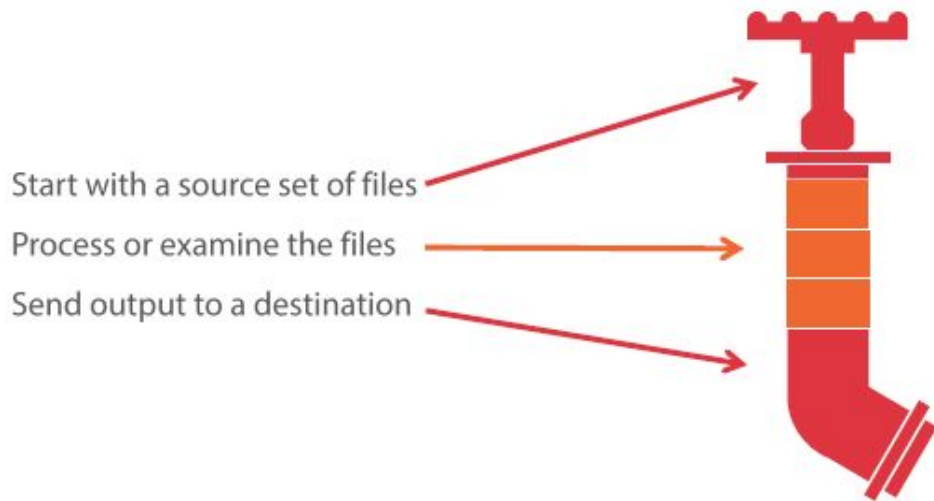 Start with a source set of files
Process or examine the files
Send output to a destination